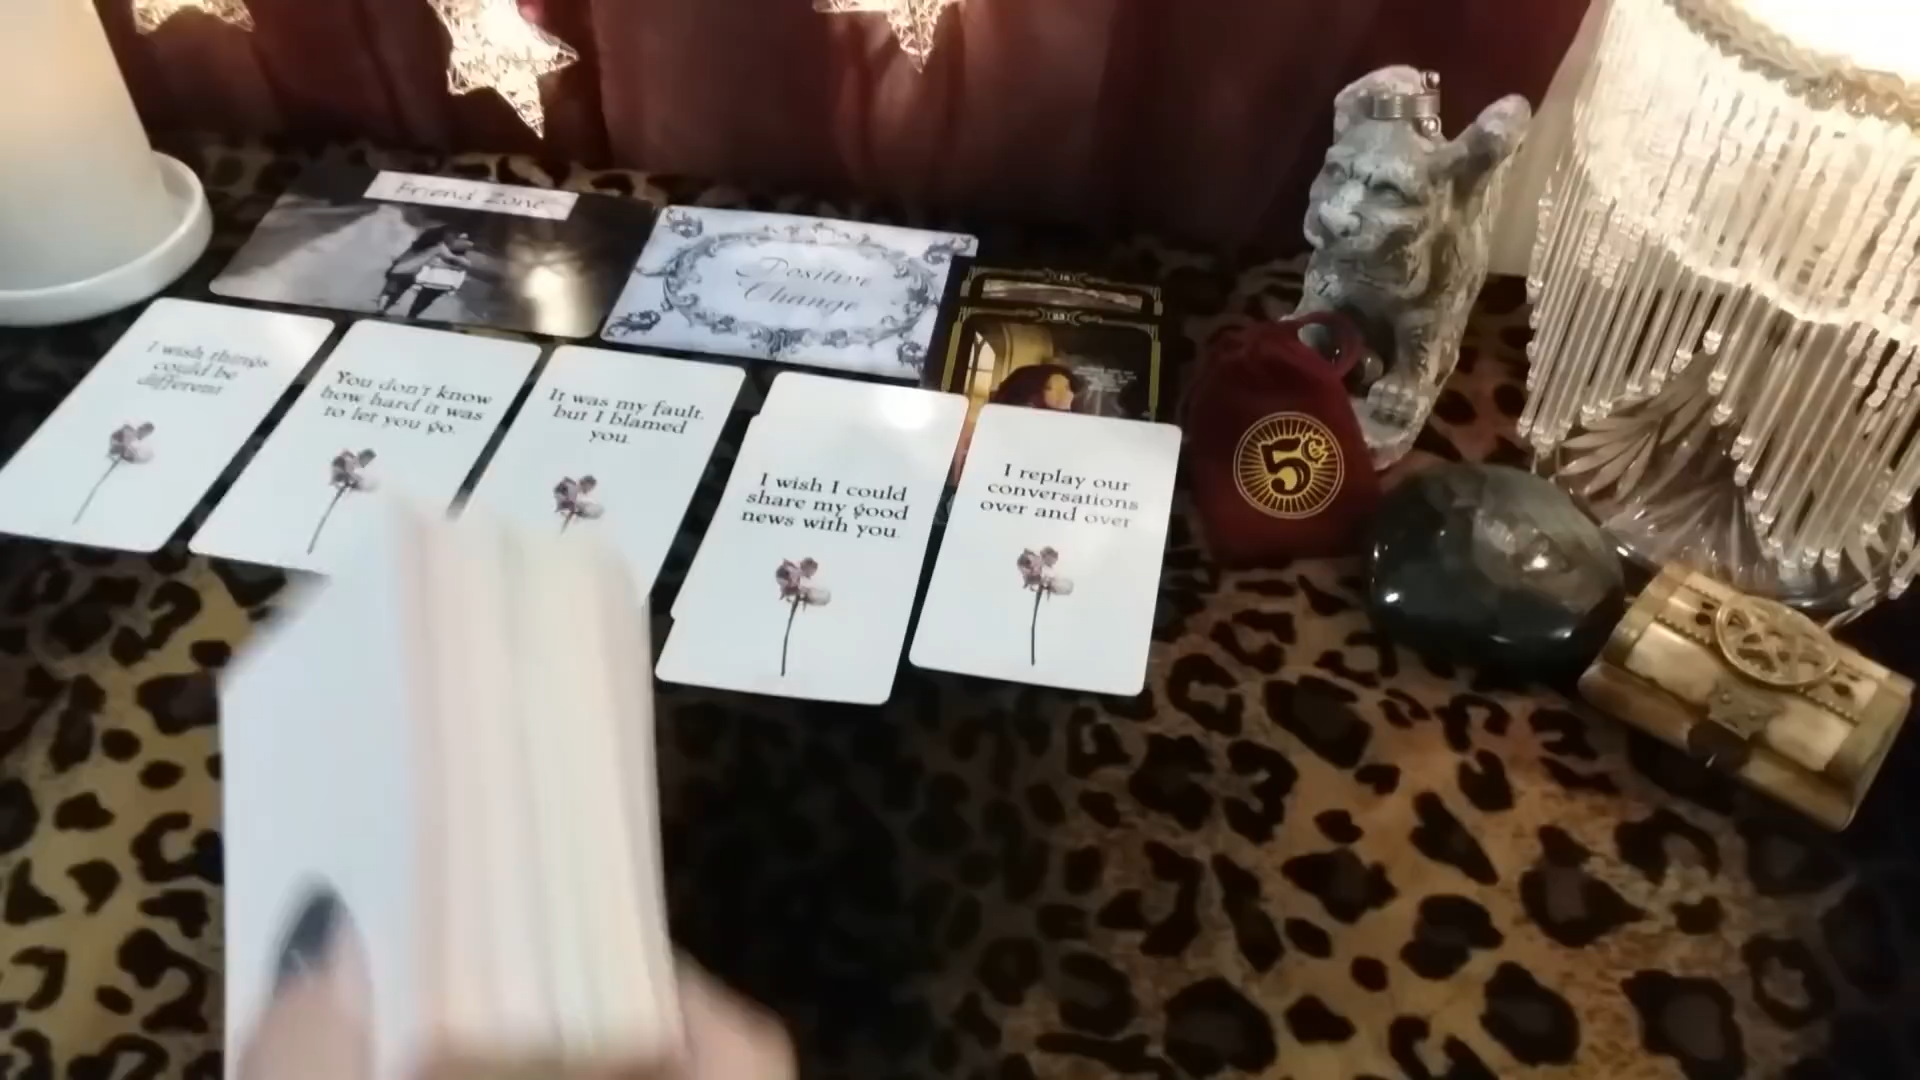 Friend Zone
Positive
Change
I wish things
could be
different
You don't know
how hard it was
to let you go.
It was my fault,
but I blamed
you.
I wish I could
share my good
news with you.
I replay our
conversations
over and over
5¢